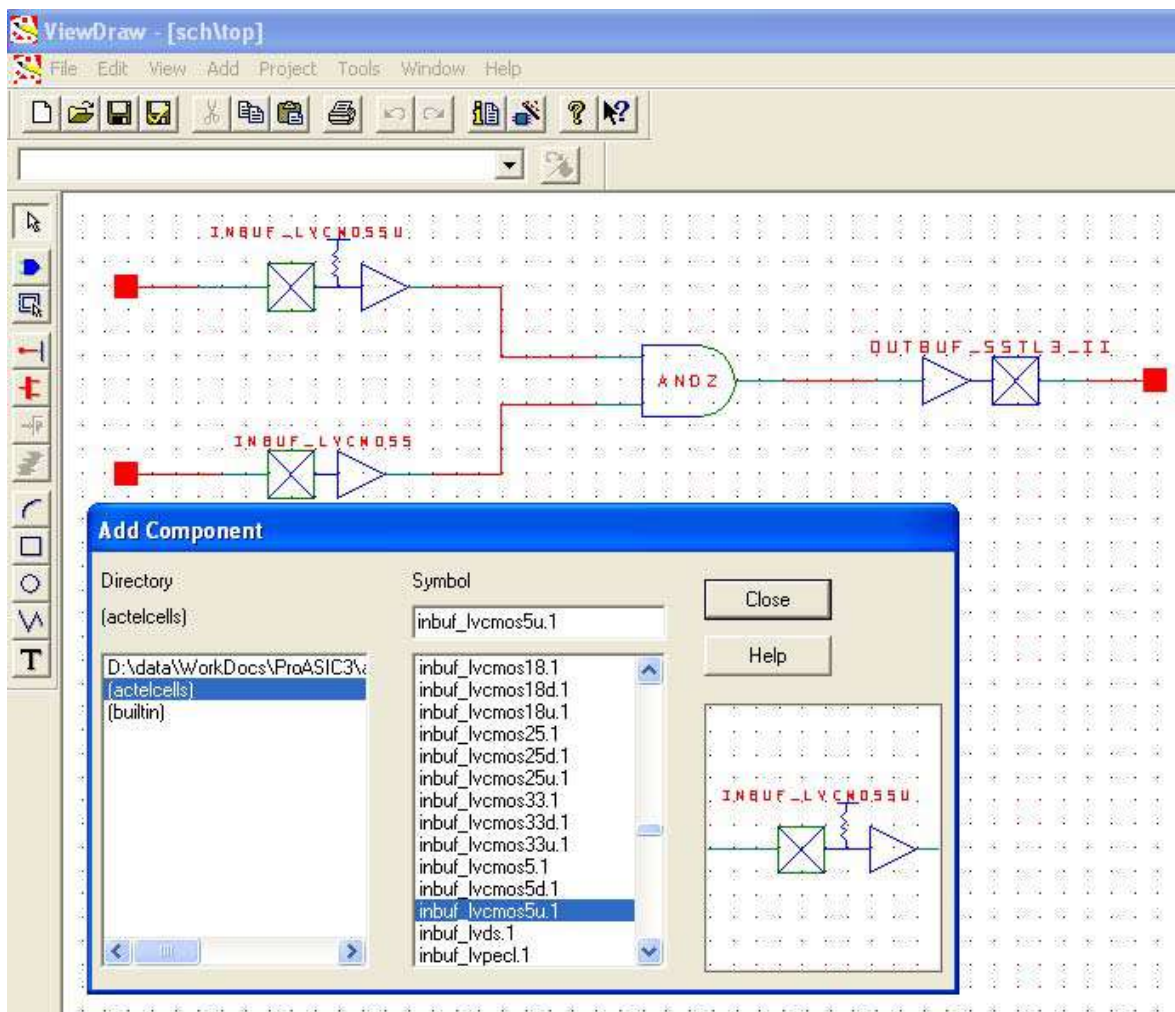 ViewDraw - [sch\top]
File Edit View Add Project Tools Window Help
INBUF_LVCMOS5U
OUTBUF_SSTL3_II
AND2
INBUF_LVCMOS5
T
Add Component
Directory
(actelcells)
D:\data\WorkDocs\ProASIC3\a
(actelcells)
(builtin)
Symbol
inbuf_lvcmos5u.1
inbuf_lvcmos18.1
inbuf_lvcmos18d.1
inbuf_lvcmos18u.1
inbuf_lvcmos25.1
inbuf_lvcmos25d.1
inbuf_lvcmos25u.1
inbuf_lvcmos33.1
inbuf_lvcmos33d.1
inbuf_lvcmos33u.1
inbuf_lvcmos5.1
inbuf_lvcmos5d.1
inbuf_lvcmos5u.1
inbuf_lvds.1
inbuf_lvpecl.1
Close
Help
INBUF_LVCMOS5U